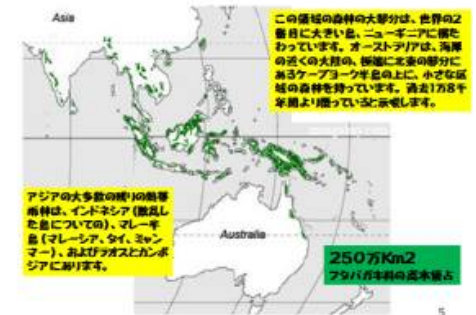 Asia
この領域の森林の大部分は、世界の2
番目に大きい島、ニューギニアに横た
わっています。オーストラリアは、海岸
の近くの大陸の、極端に北東の部分に
あるケープヨーク半島の上に、小さな区
域の森林を持っています。過去1万8千
年間より湿っていると示唆します。
アジアの大多数の残りの熱帯
雨林は、インドネシア(散乱し
た島についての)、マレー半
島(マレーシア、タイ、ミャン
マー)、およびラオスとカンボ
ジアにあります。
Australia
250万Km2
フタバガキ科の高木優占
5